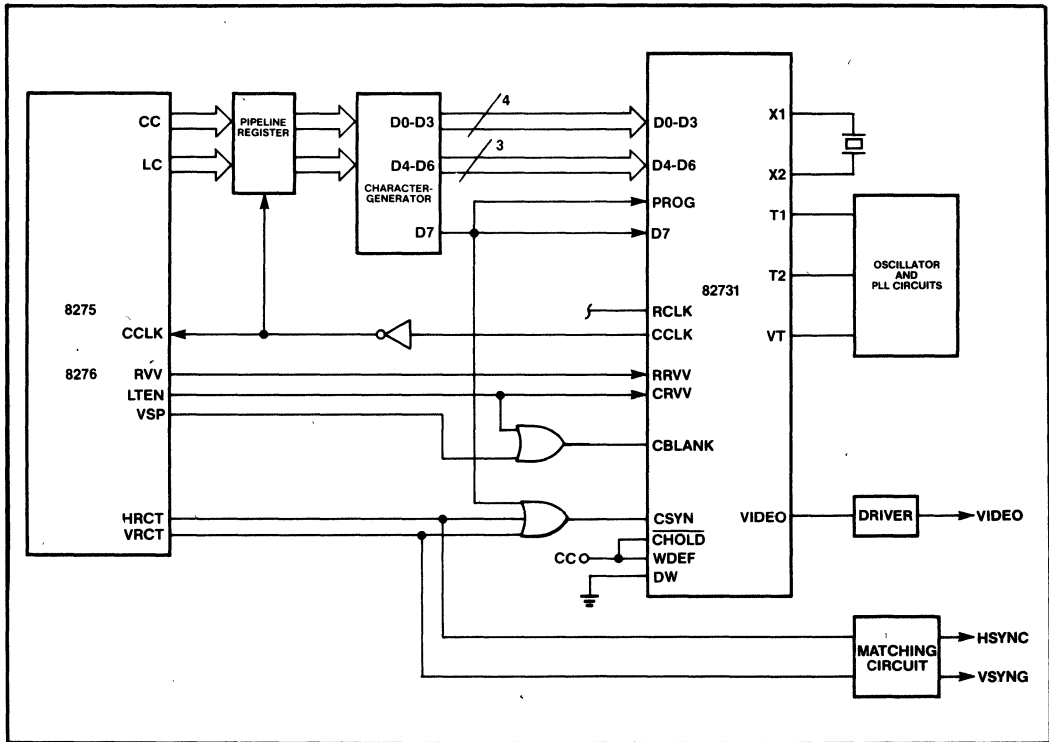 8275
8276
CC
LC
CCLK
RVV
LTEN
VSP
HRCT
VRCT
PIPELINE
REGISTER
D0-D3
D4-D6
CHARACTER-
GENERATOR
D7
4
3
D0-D3
D4-D6
PROG
D7
82731
RCLK
CCLK
RRVV
CRVV
CBLANK
CSYN
CHOLD
WDEF
DW
CC
X1
X2
T1
T2
VT
VIDEO
OSCILLATOR
AND
PLL CIRCUITS
DRIVER
VIDEO
MATCHING
CIRCUIT
HSYNC
VSYNG